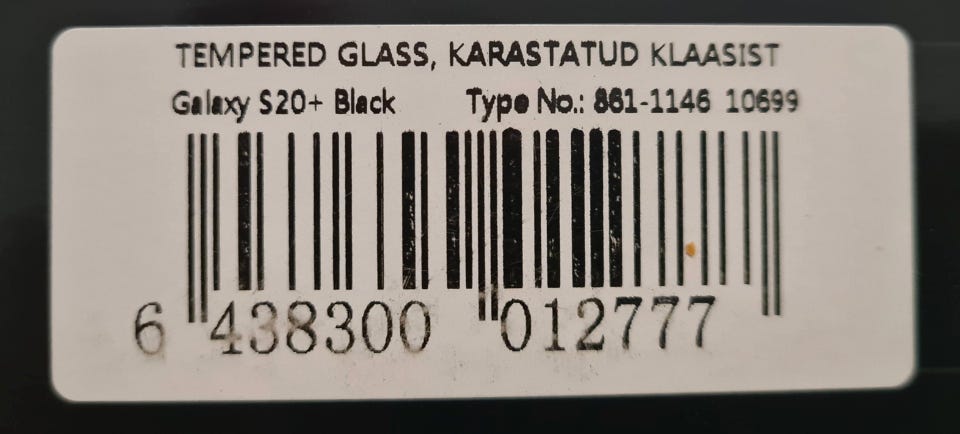 TEMPERED GLASS, KARASTATUD KLAASIST
Galaxy S20+ Black Type No.: 861-1146 10699
6 438300 012777